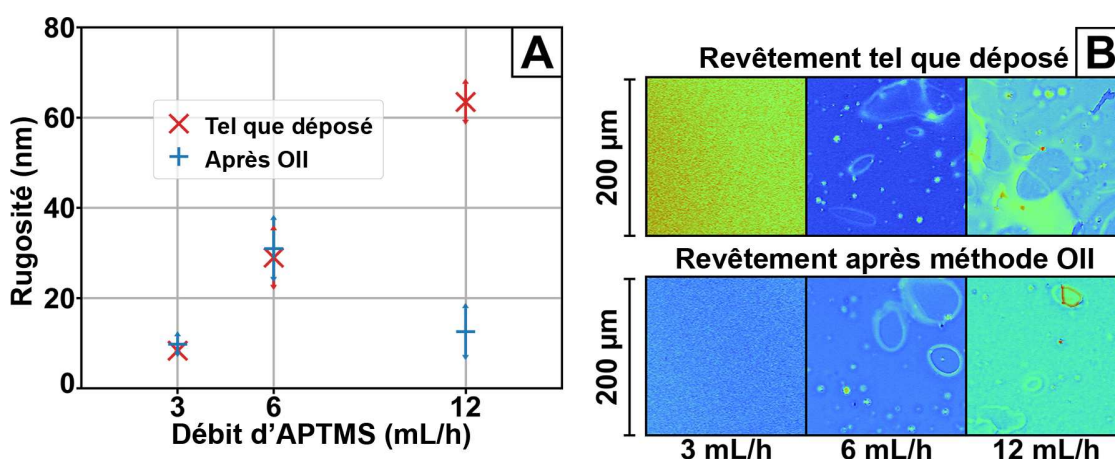 80
60
40
20
0
Rugosité (nm)
A
Tel que déposé
Après OII
3
6
12
Débit d'APTMS (mL/h)
B
Revêtement tel que déposé
200 µm
Revêtement après méthode OII
200 µm
3 mL/h
6 mL/h
12 mL/h